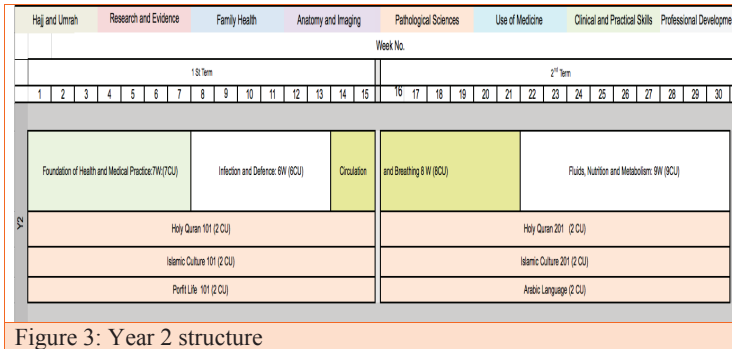 Hajj and Umrah Research and Evidence Family Health Anatomy and Imaging Pathological Sciences Use of Medicine Clinical and Practical Skills Professional Developme
Week No.
1 St Term 2nd Term
1 2 3 4 5 6 7 8 9 10 11 12 13 14 15 16 17 18 19 20 21 22 23 24 25 26 27 28 29 30
Y2
Foundation of Health and Medical Practice:7W:(7CU) Infection and Defence: 6W (6CU) Circulation and Breathing 8 W (8CU) Fluids, Nutrition and Metabolism: 9W (9CU)
Holy Quran 101 (2 CU) Holy Quran 201 (2 CU)
Islamic Culture 101 (2 CU) Islamic Culture 201 (2 CU)
Porfit Life 101 (2 CU) Arabic Language (2 CU)
Figure 3: Year 2 structure